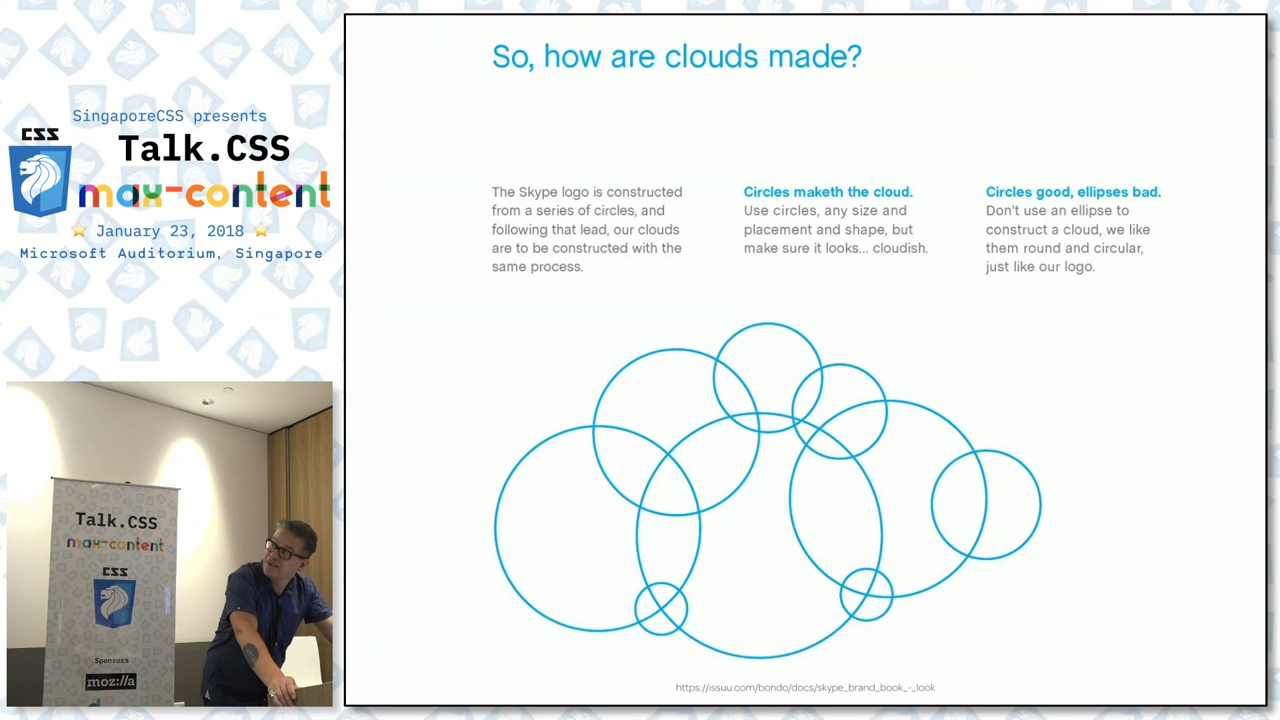 SingaporeCSS presents
CSS
Talk.CSS
max-content
⭐ January 23, 2018 ⭐
Microsoft Auditorium, Singapore
Talk.CSS
max-content
CSS
Sponsors
moz://a
So, how are clouds made?
The Skype logo is constructed
from a series of circles, and
following that lead, our clouds
are to be constructed with the
same process.
Circles maketh the cloud.
Use circles, any size and
placement and shape, but
make sure it looks... cloudish.
Circles good, ellipses bad.
Don't use an ellipse to
construct a cloud, we like
them round and circular,
just like our logo.
https://issuu.com/bondo/docs/skype_brand_book_-_look